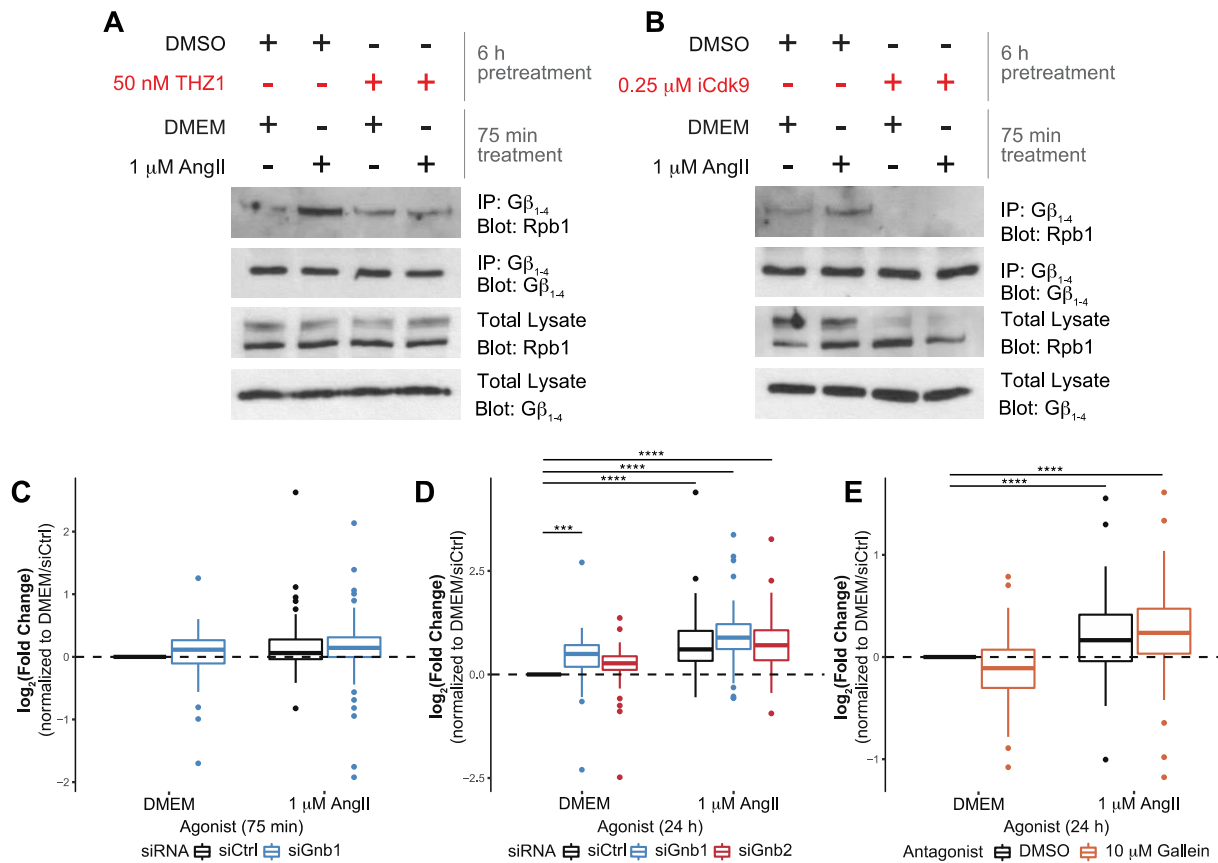 A
DMSO + + - -
50 nM THZ1 - - + +
6 h
pretreatment
DMEM + - + -
1 μM AngII - + - +
75 min
treatment
IP: Gβ1-4
Blot: Rpb1
IP: Gβ1-4
Blot: Gβ1-4
Total Lysate
Blot: Rpb1
Total Lysate
Blot: Gβ1-4
B
DMSO + + - -
0.25 μM iCdk9 - - + +
6 h
pretreatment
DMEM + - + -
1 μM AngII - + - +
75 min
treatment
IP: Gβ1-4
Blot: Rpb1
IP: Gβ1-4
Blot: Gβ1-4
Total Lysate
Blot: Rpb1
Total Lysate
Blot: Gβ1-4
C
log2(Fold Change)
(normalized to DMEM/siCtrl)
2
1
0
−1
−2
DMEM 1 μM AngII
Agonist (75 min)
siRNA siCtrl siGnb1
D
log2(Fold Change)
(normalized to DMEM/siCtrl)
****
****
****
***
2.5
0.0
−2.5
DMEM 1 μM AngII
Agonist (24 h)
siRNA siCtrl siGnb1 siGnb2
E
log2(Fold Change)
(normalized to DMEM/siCtrl)
****
****
1
0
−1
DMEM 1 μM AngII
Agonist (24 h)
Antagonist DMSO 10 μM Gallein